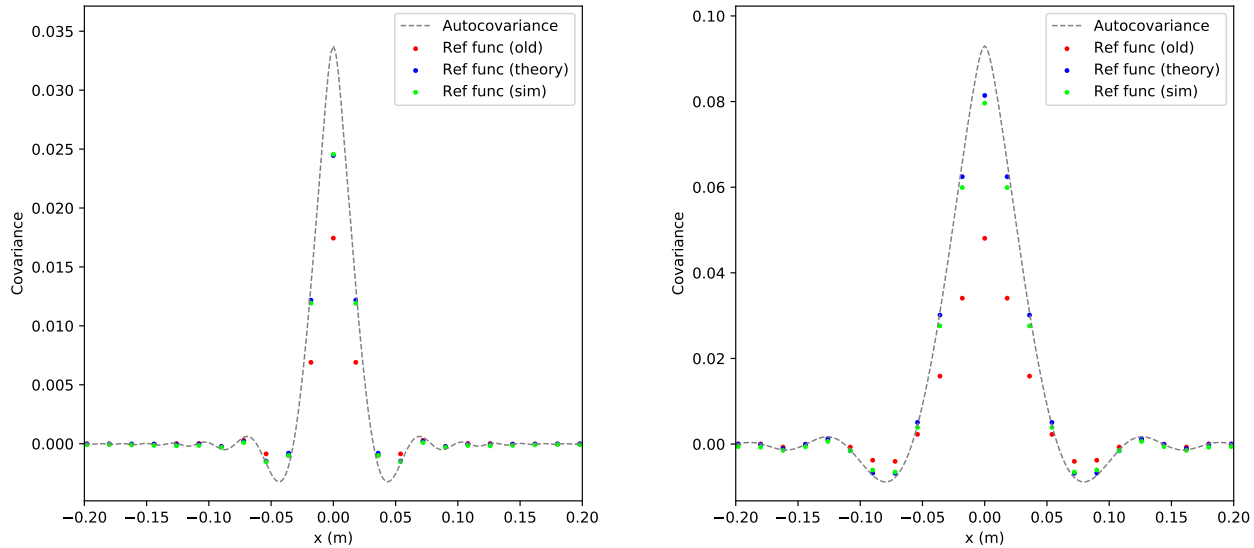 Autocovariance
Ref func (old)
Ref func (theory)
Ref func (sim)
0.035
0.030
0.025
0.020
0.015
0.010
0.005
0.000
Covariance
−0.20 −0.15 −0.10 −0.05 0.00 0.05 0.10 0.15 0.20
x (m)
Autocovariance
Ref func (old)
Ref func (theory)
Ref func (sim)
0.10
0.08
0.06
0.04
0.02
0.00
Covariance
−0.20 −0.15 −0.10 −0.05 0.00 0.05 0.10 0.15 0.20
x (m)